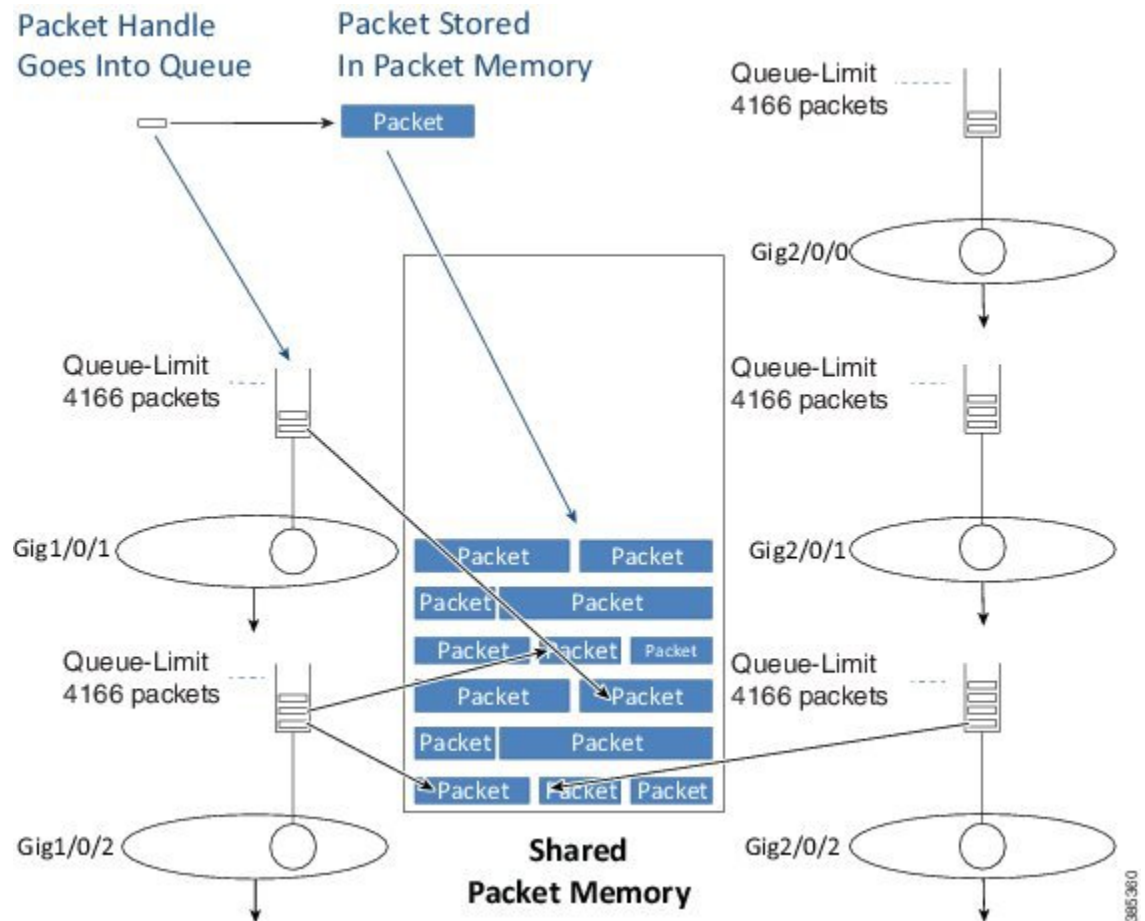 Packet Handle
Goes Into Queue
Packet Stored
In Packet Memory
Packet
Queue-Limit
4166 packets
Gig2/0/0
Queue-Limit
4166 packets
Gig1/0/1
Queue-Limit
4166 packets
Gig2/0/1
Packet Packet
Packet Packet
Packet Packet Packet
Packet Packet
Packet Packet
Packet Packet Packet
Shared
Packet Memory
Queue-Limit
4166 packets
Gig1/0/2
Queue-Limit
4166 packets
Gig2/0/2
385360